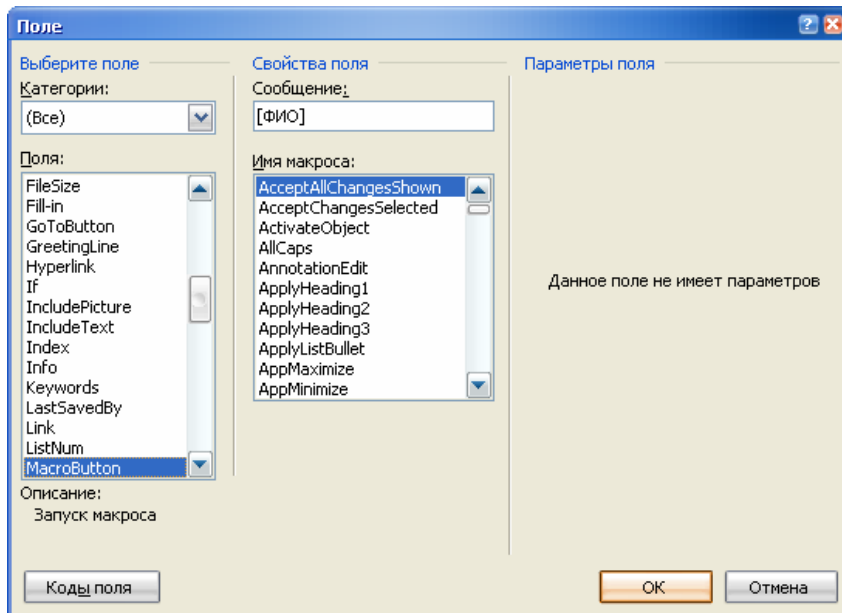 Поле
Выберите поле
Категории:
(Все)
Поля:
FileSize
Fill-in
GoToButton
GreetingLine
Hyperlink
If
IncludePicture
IncludeText
Index
Info
Keywords
LastSavedBy
Link
ListNum
MacroButton
Описание:
Запуск макроса
Свойства поля
Сообщение:
[ФИО]
Имя макроса:
AcceptAllChangesShown
AcceptChangesSelected
ActivateObject
AllCaps
AnnotationEdit
ApplyHeading1
ApplyHeading2
ApplyHeading3
ApplyListBullet
AppMaximize
AppMinimize
Параметры поля
Данное поле не имеет параметров
Коды поля
ОК
Отмена